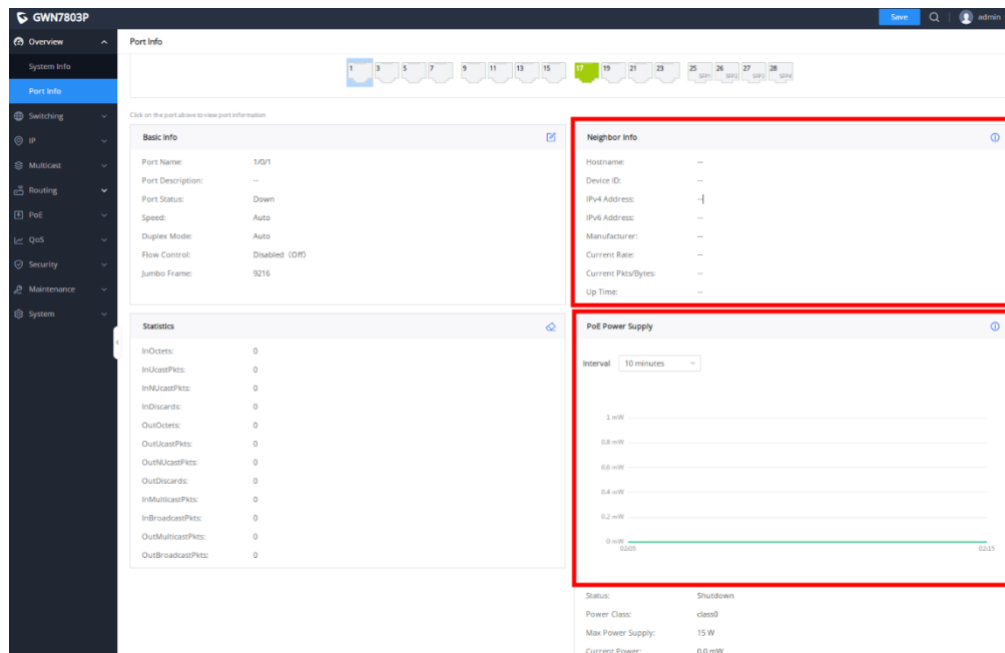 GWN7803P
Save
admin
Overview
System Info
Port Info
Switching
IP
Multicast
Routing
PoE
QoS
Security
Maintenance
System
Port Info
1 3 5 7 9 11 13 15 17 19 21 23 25 26 27 28
SFP1 SFP2 SFP3 SFP4
Click on the port above to view port information
Basic Info
Port Name: 1/0/1
Port Description: --
Port Status: Down
Speed: Auto
Duplex Mode: Auto
Flow Control: Disabled (Off)
Jumbo Frame: 9216
Neighbor Info
Hostname: --
Device ID: --
IPv4 Address: --
IPv6 Address: --
Manufacturer: --
Current Rate: --
Current Pkts/Bytes: --
Up Time: --
Statistics
InOctets: 0
InUcastPkts: 0
InNUcastPkts: 0
InDiscards: 0
OutOctets: 0
OutUcastPkts: 0
OutNUcastPkts: 0
OutDiscards: 0
InMulticastPkts: 0
InBroadcastPkts: 0
OutMulticastPkts: 0
OutBroadcastPkts: 0
PoE Power Supply
Interval 10 minutes
1 mW
0.8 mW
0.6 mW
0.4 mW
0.2 mW
0 mW
02:05 02:15
Status: Shutdown
Power Class: class0
Max Power Supply: 15 W
Current Power: 0.0 mW